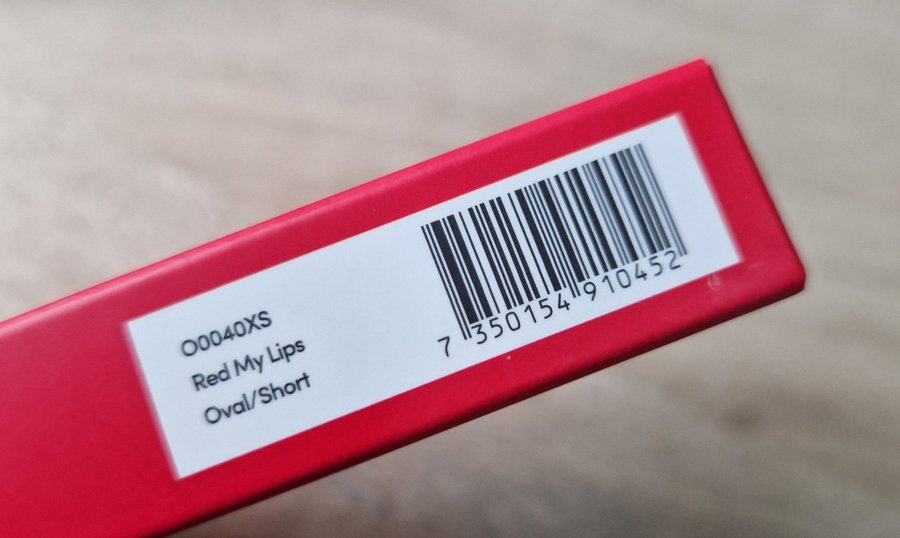 O0040XS
Red My Lips
Oval/Short
7 350154 910452